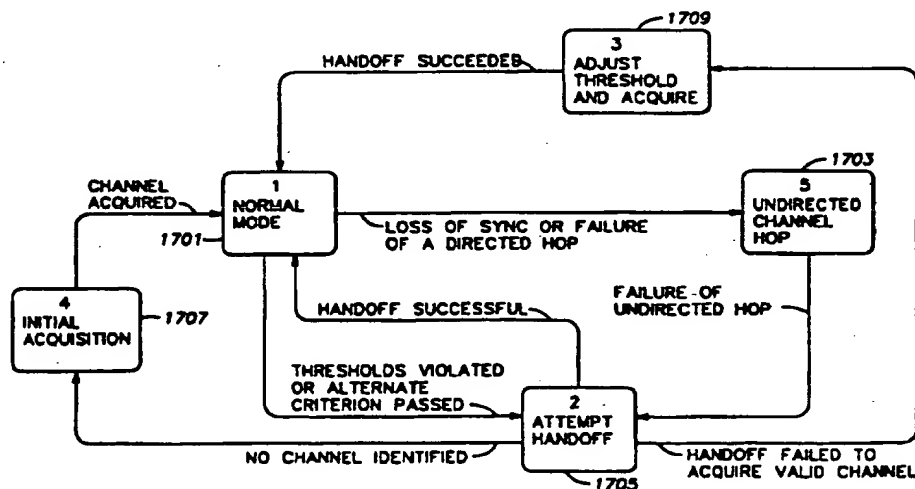 1709
3
ADJUST
THRESHOLD
AND ACQUIRE
HANDOFF SUCCEEDED
1703
5
UNDIRECTED
CHANNEL
HOP
CHANNEL
ACQUIRED
1
NORMAL
MODE
1701
LOSS OF SYNC OR FAILURE
OF A DIRECTED HOP
4
INITIAL
ACQUISITION
1707
HANDOFF SUCCESSFUL
FAILURE OF
UNDIRECTED HOP
THRESHOLDS VIOLATED
OR ALTERNATE
CRITERION PASSED
2
ATTEMPT
HANDOFF
NO CHANNEL IDENTIFIED
HANDOFF FAILED TO
ACQUIRE VALID CHANNEL
1705